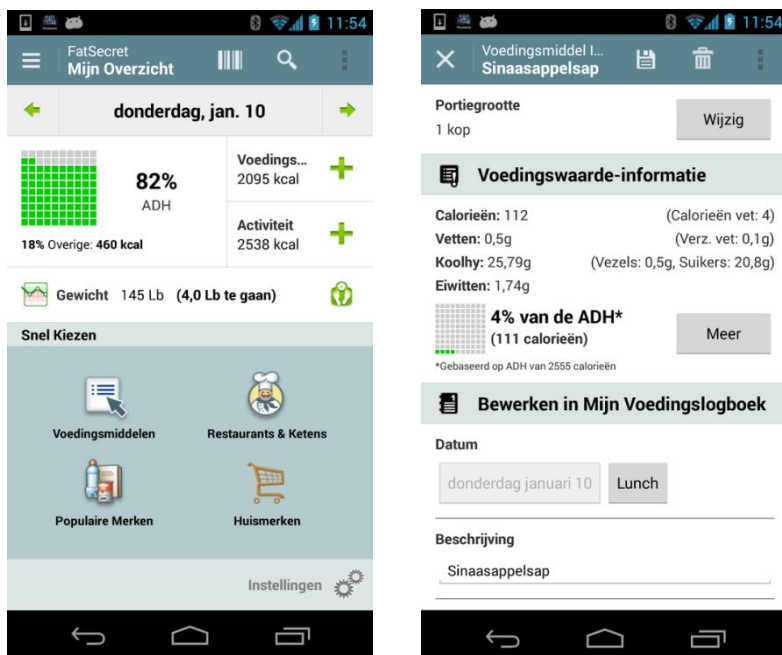 11:54
FatSecret
Mijn Overzicht
donderdag, jan. 10
82%
ADH
18% Overige: 460 kcal
Voedings...
2095 kcal
Activiteit
2538 kcal
Gewicht 145 Lb (4,0 Lb te gaan)
Snel Kiezen
Voedingsmiddelen
Restaurants & Ketens
Populaire Merken
Huismerken
Instellingen
11:54
Voedingsmiddel I...
Sinaasappelsap
Portiegrootte
1 kop
Wijzig
Voedingswaarde-informatie
Calorieën: 112 (Calorieën vet: 4)
Vetten: 0,5g (Verz. vet: 0,1g)
Koolhy: 25,79g (Vezels: 0,5g, Suikers: 20,8g)
Eiwitten: 1,74g
4% van de ADH*
(111 calorieën)
Meer
*Gebaseerd op ADH van 2555 calorieën
Bewerken in Mijn Voedingslogboek
Datum
donderdag januari 10
Lunch
Beschrijving
Sinaasappelsap